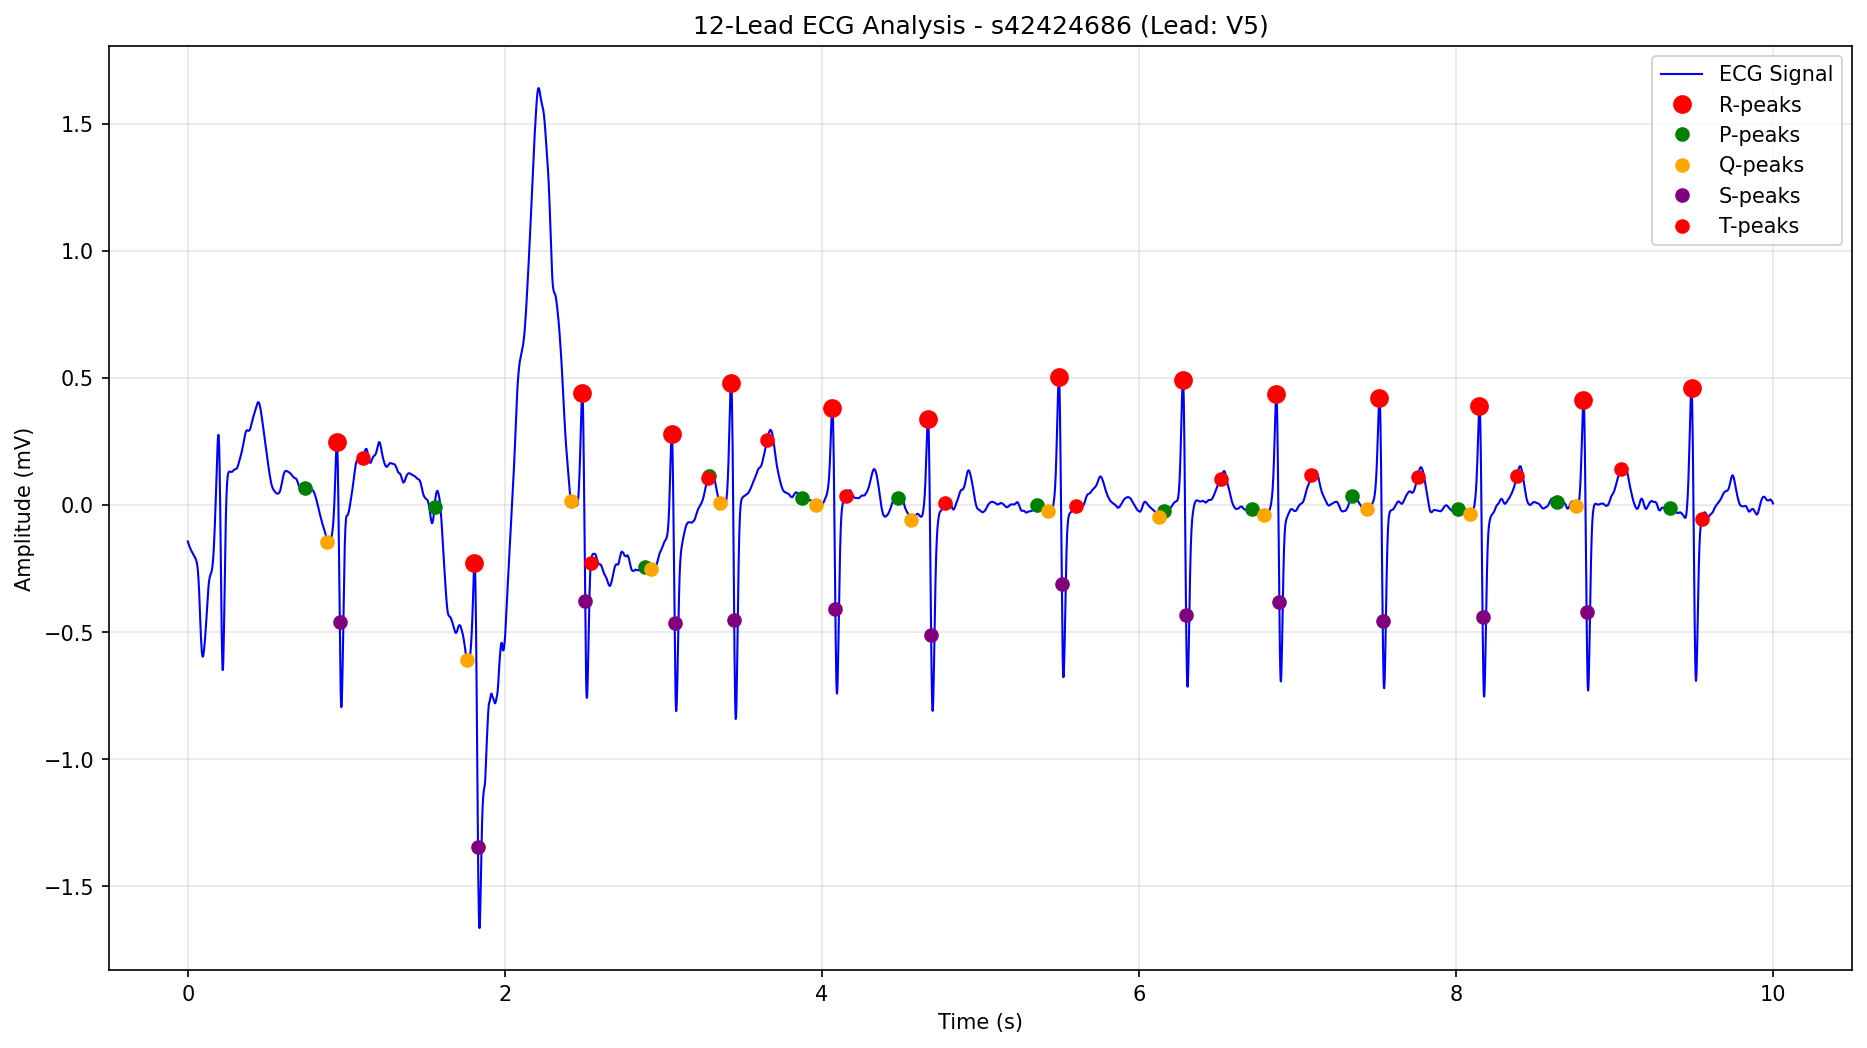 12-Lead ECG Analysis - s42424686 (Lead: V5)
ECG Signal
R-peaks
P-peaks
Q-peaks
S-peaks
T-peaks
Amplitude (mV)
1.5
1.0
0.5
0.0
−0.5
−1.0
−1.5
0
2
4
6
8
10
Time (s)